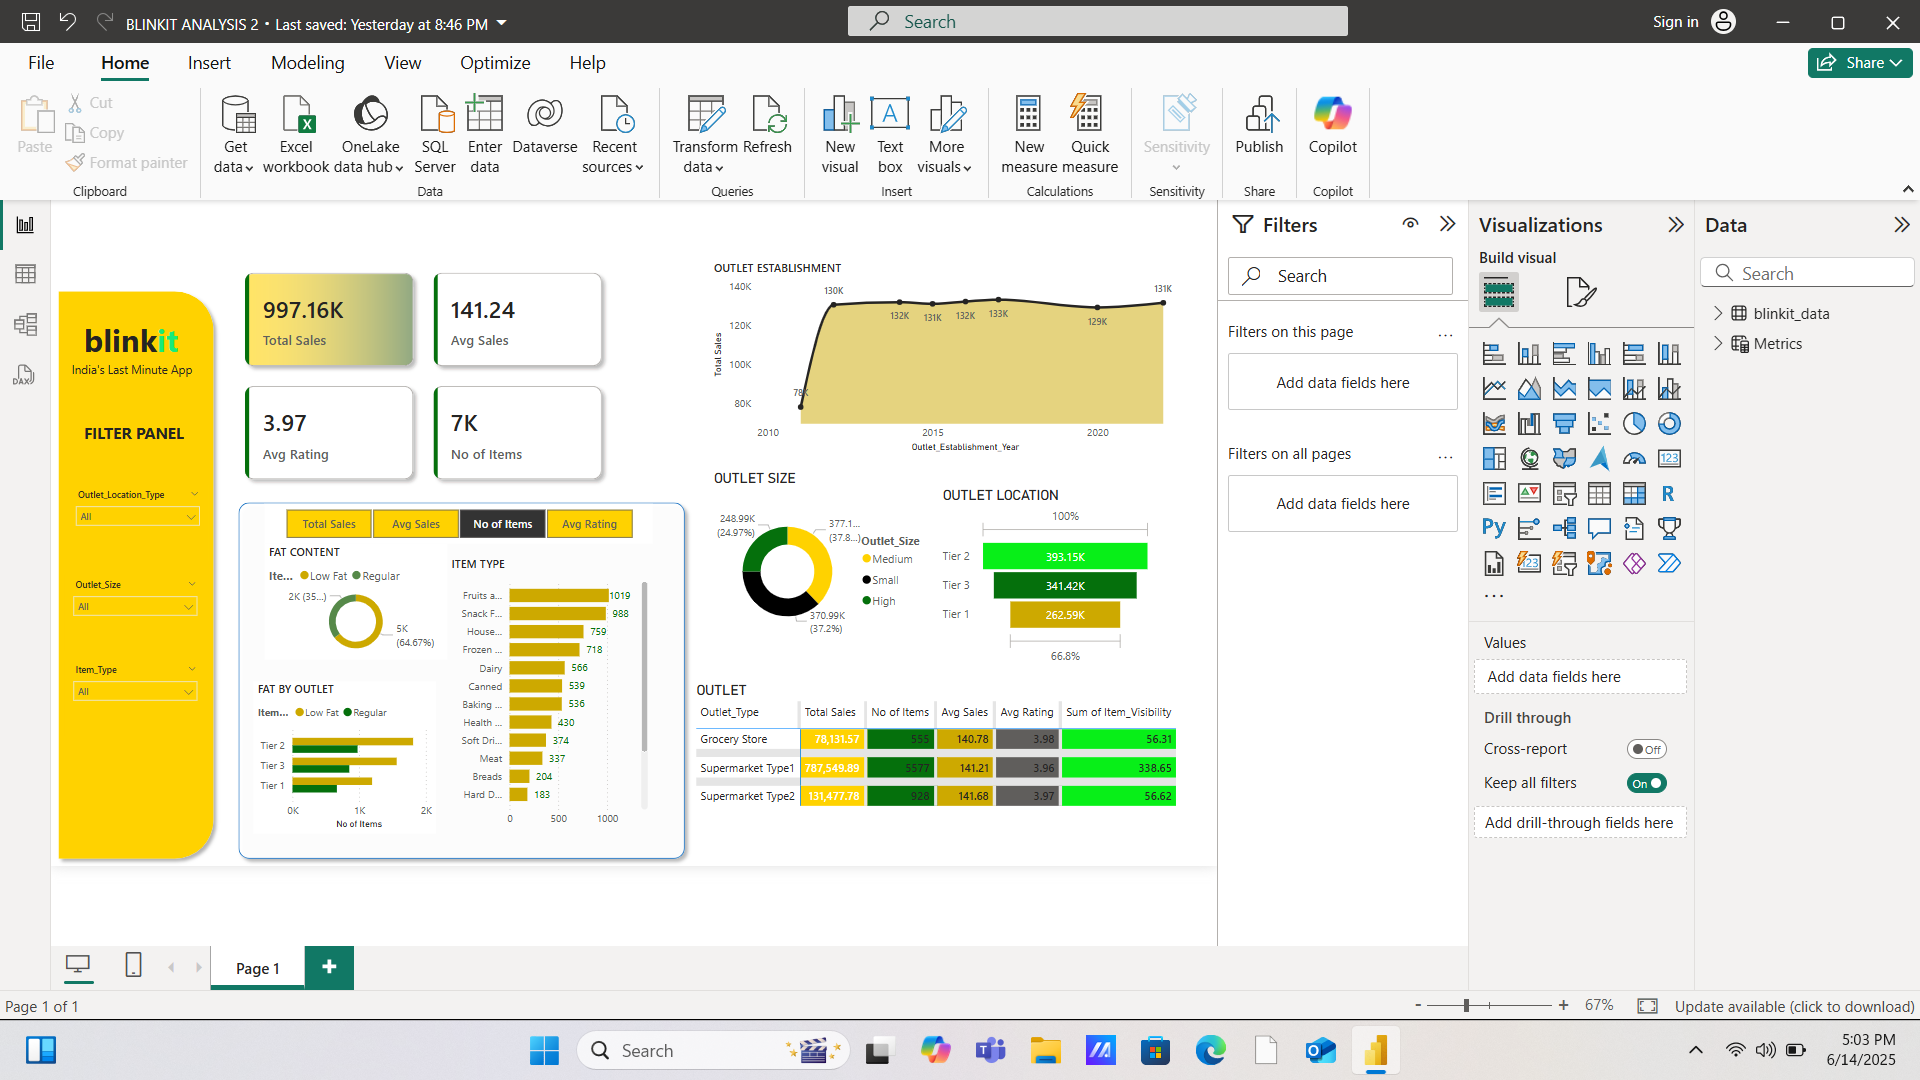 BLINKIT ANALYSIS 2 • Last saved: Yesterday at 8:46 PM
Search
Sign in
File
Home
Insert
Modeling
View
Optimize
Help
Share
Paste
Cut
Copy
Format painter
Get data
Excel workbook
OneLake data hub
SQL Server
Enter data
Dataverse
Recent sources
Transform data
Refresh
New visual
Text box
More visuals
New measure
Quick measure
Sensitivity
Publish
Copilot
Clipboard
Data
Queries
Insert
Calculations
Sensitivity
Share
Copilot
blinkit
India's Last Minute App
FILTER PANEL
Outlet_Location_Type
All
Outlet_Size
All
Item_Type
All
997.16K
Total Sales
141.24
Avg Sales
3.97
Avg Rating
7K
No of Items
Total Sales
Avg Sales
No of Items
Avg Rating
FAT CONTENT
Ite... Low Fat Regular
2K (35...)
5K
(64.67%)
FAT BY OUTLET
Item... Low Fat Regular
Tier 2
Tier 3
Tier 1
0K 1K 2K
No of Items
ITEM TYPE
Fruits a... 1019
Snack F... 988
House... 759
Frozen ... 718
Dairy 566
Canned 539
Baking ... 536
Health ... 430
Soft Dri... 374
Meat 337
Breads 204
Hard D... 183
0 500 1000
OUTLET ESTABLISHMENT
140K
120K
100K
80K
Total Sales
78K
130K
132K
131K
132K
133K
129K
131K
2010 2015 2020
Outlet_Establishment_Year
OUTLET SIZE
248.99K
(24.97%)
377.1...
(37.8...)
370.99K
(37.2%)
Outlet_Size
Medium
Small
High
OUTLET LOCATION
100%
Tier 2 393.15K
Tier 3 341.42K
Tier 1 262.59K
66.8%
OUTLET
Outlet_Type Total Sales No of Items Avg Sales Avg Rating Sum of Item_Visibility
Grocery Store 78,131.57 555 140.78 3.98 56.31
Supermarket Type1 787,549.89 5577 141.21 3.96 338.65
Supermarket Type2 131,477.78 928 141.68 3.97 56.62
Filters
Search
Filters on this page
...
Add data fields here
Filters on all pages
...
Add data fields here
Visualizations
Build visual
123
R
Py
123
...
Values
Add data fields here
Drill through
Cross-report
Off
Keep all filters
On
Add drill-through fields here
Data
Search
blinkit_data
Metrics
DAX
Page 1
+
Page 1 of 1
- + 67%
Update available (click to download)
Search
5:03 PM
6/14/2025